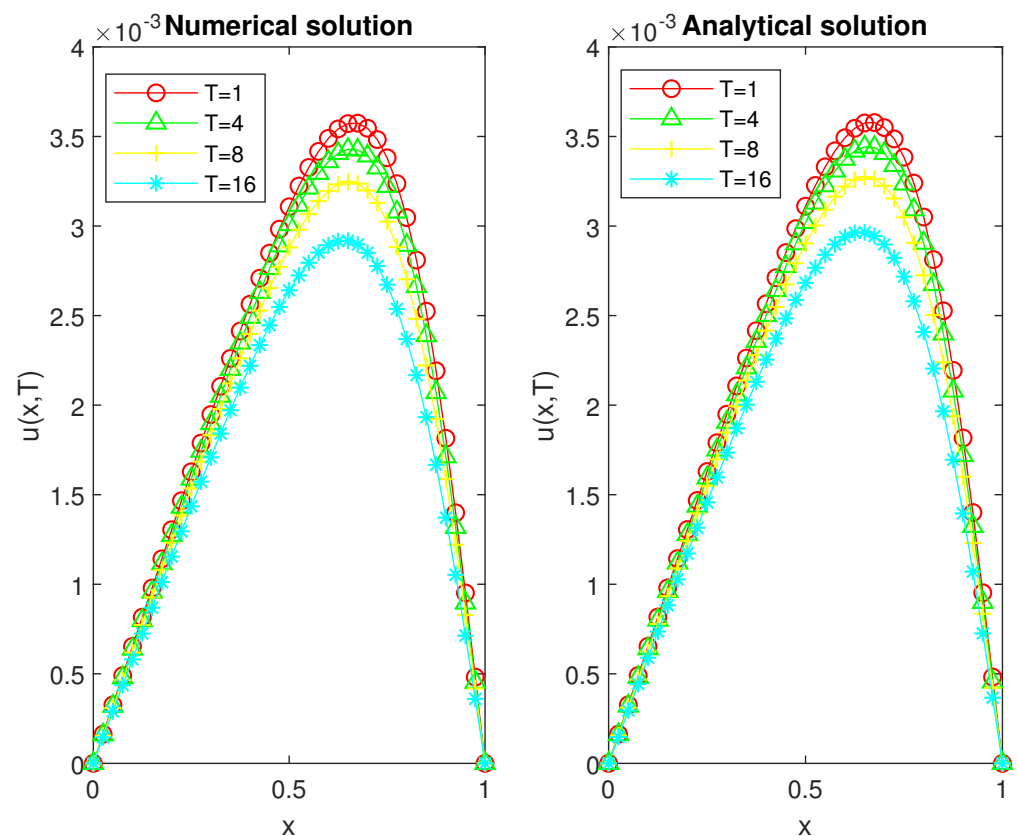 ×10⁻³ Numerical solution
4
3.5
3
2.5
2
1.5
1
0.5
0
u(x,T)
T=1
T=4
T=8
T=16
0 0.5 1
x
×10⁻³ Analytical solution
4
3.5
3
2.5
2
1.5
1
0.5
0
u(x,T)
T=1
T=4
T=8
T=16
0 0.5 1
x